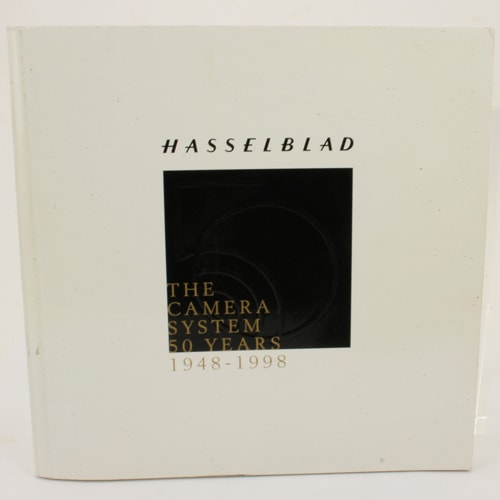 HASSELBLAD
THE
CAMERA
SYSTEM
50 YEARS
1948-1998